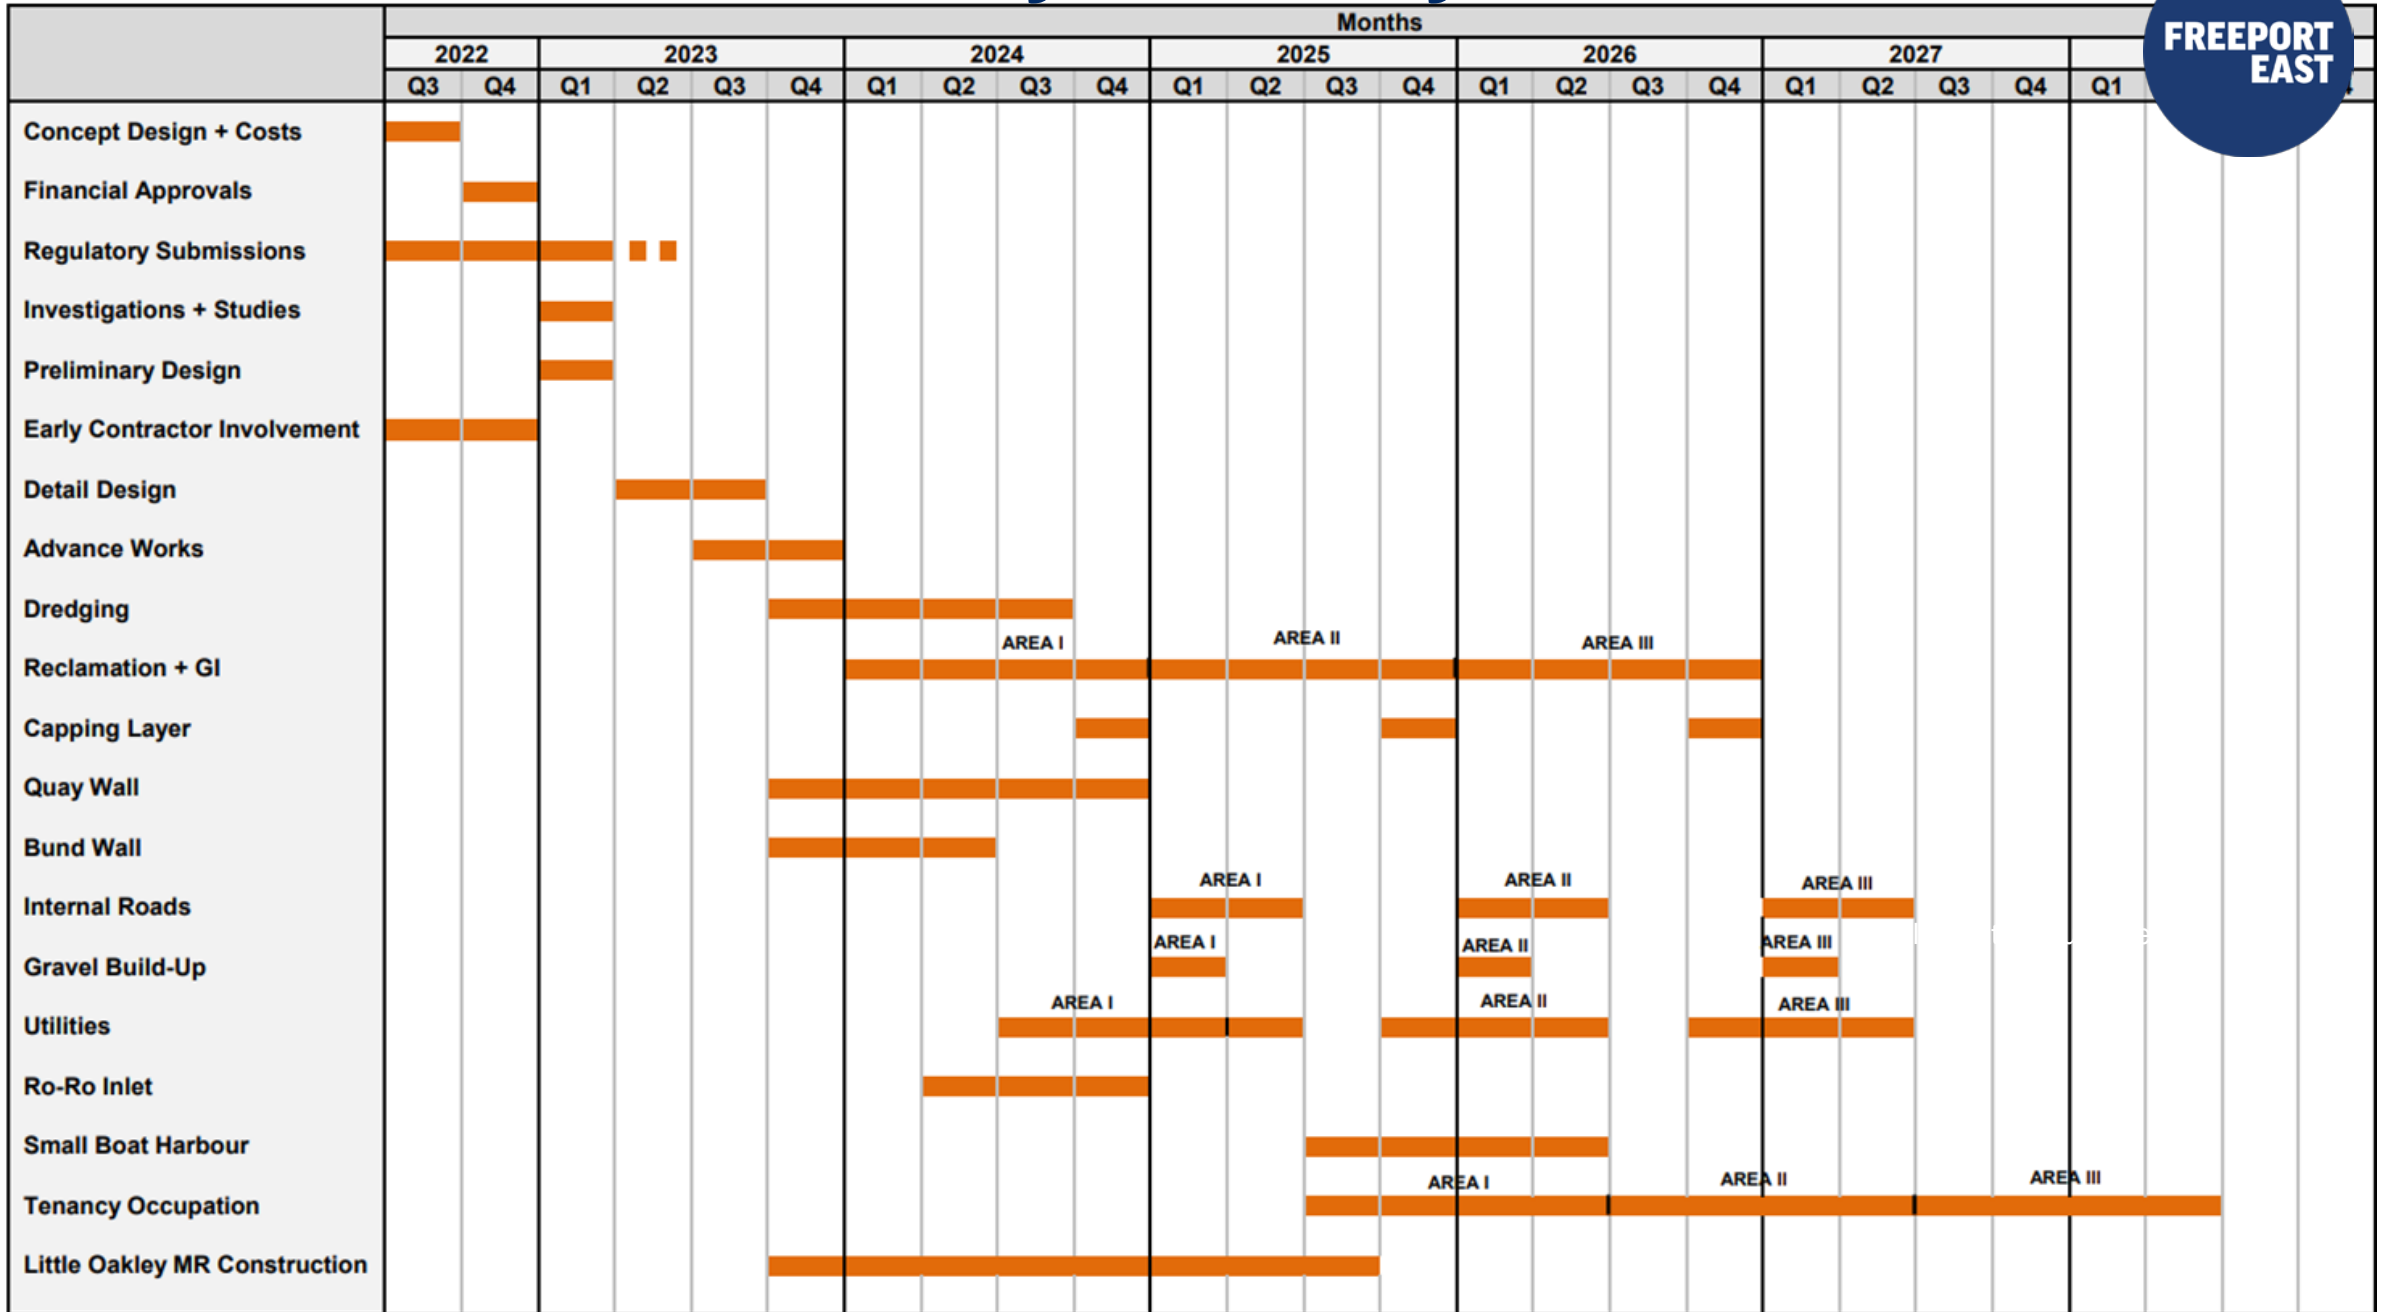 Months
FREEPORT
EAST
2022 2023 2024 2025 2026 2027
Q3 Q4 Q1 Q2 Q3 Q4 Q1 Q2 Q3 Q4 Q1 Q2 Q3 Q4 Q1 Q2 Q3 Q4 Q1 Q2 Q3 Q4 Q1
Concept Design + Costs
Financial Approvals
Regulatory Submissions
Investigations + Studies
Preliminary Design
Early Contractor Involvement
Detail Design
Advance Works
Dredging
AREA I AREA II AREA III
Reclamation + GI
Capping Layer
Quay Wall
Bund Wall
AREA I AREA II AREA III
Internal Roads
AREA I AREA II AREA III
Gravel Build-Up
AREA I AREA II AREA III
Utilities
Ro-Ro Inlet
Small Boat Harbour
AREA I AREA II AREA III
Tenancy Occupation
Little Oakley MR Construction